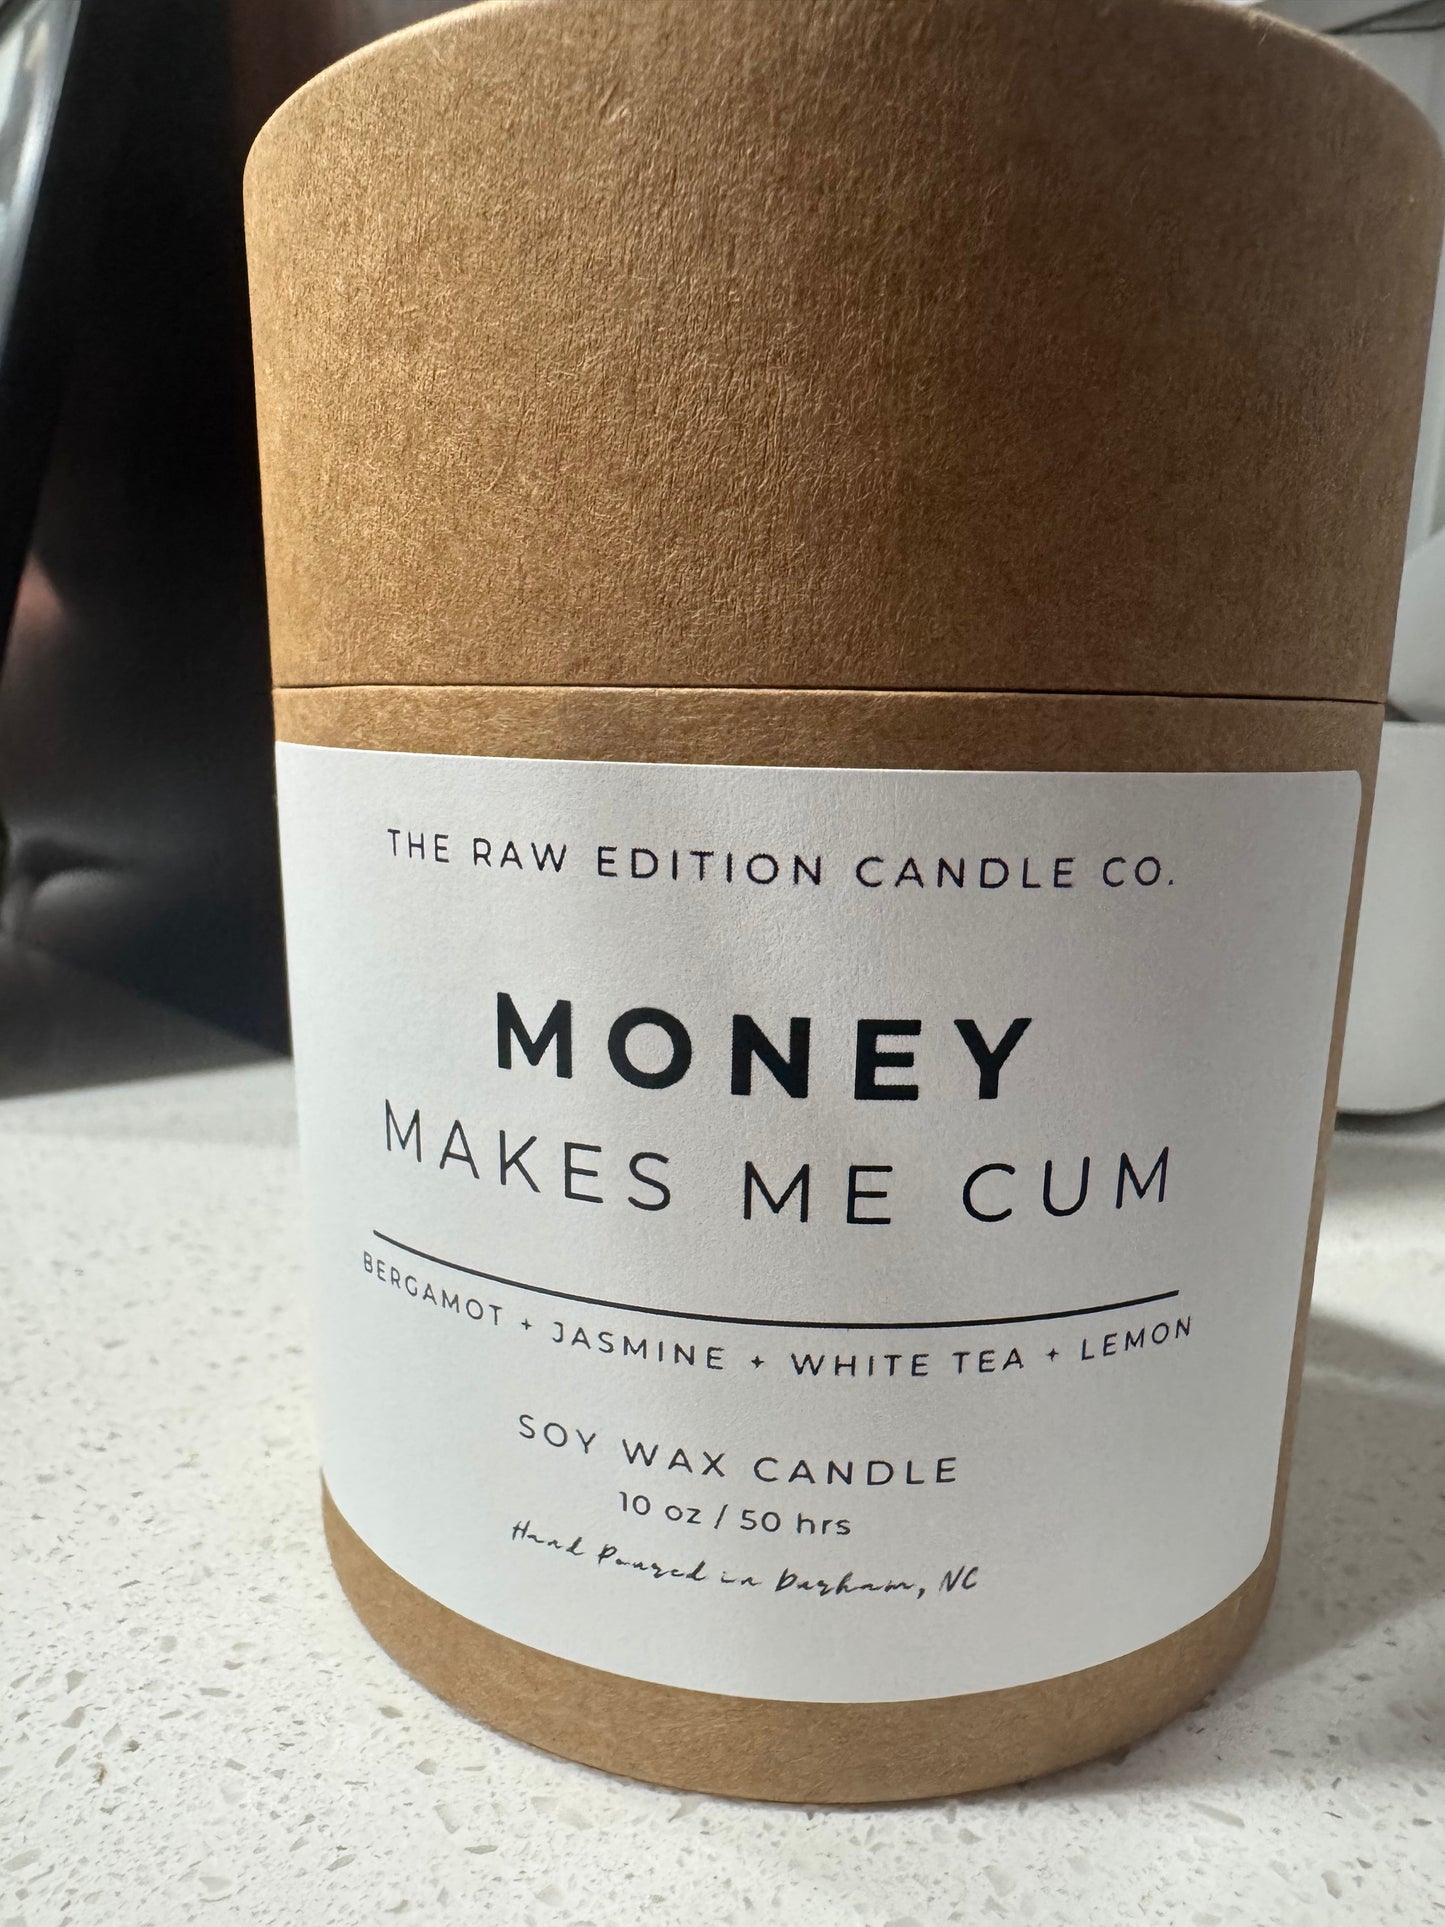 THE RAW EDITION CANDLE CO.
MONEY
MAKES ME CUM
BERGAMOT + JASMINE + WHITE TEA + LEMON
SOY WAX CANDLE
10 oz / 50 hrs
Hand Poured in Durham, NC